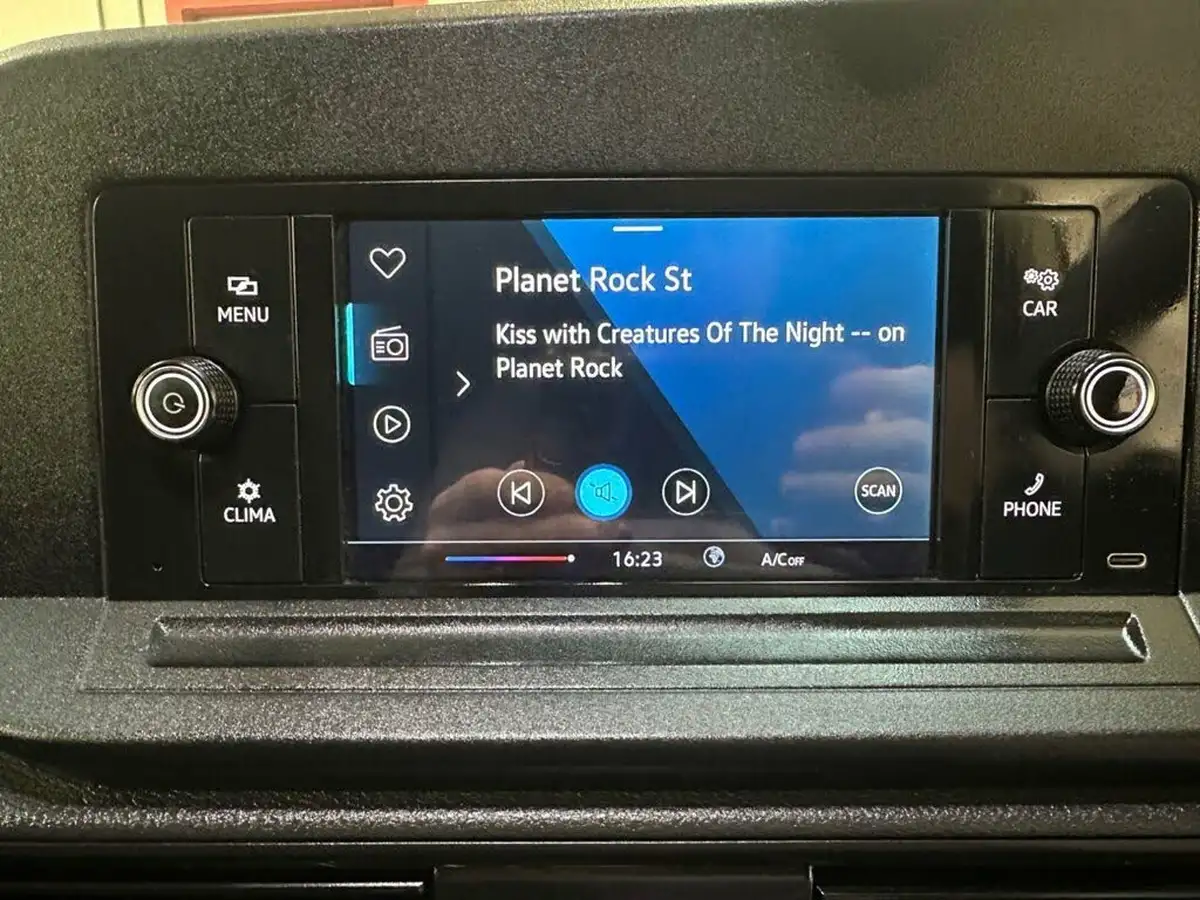 MENU
CLIMA
Planet Rock St
Kiss with Creatures Of The Night -- on
Planet Rock
SCAN
16:23
A/C OFF
CAR
PHONE